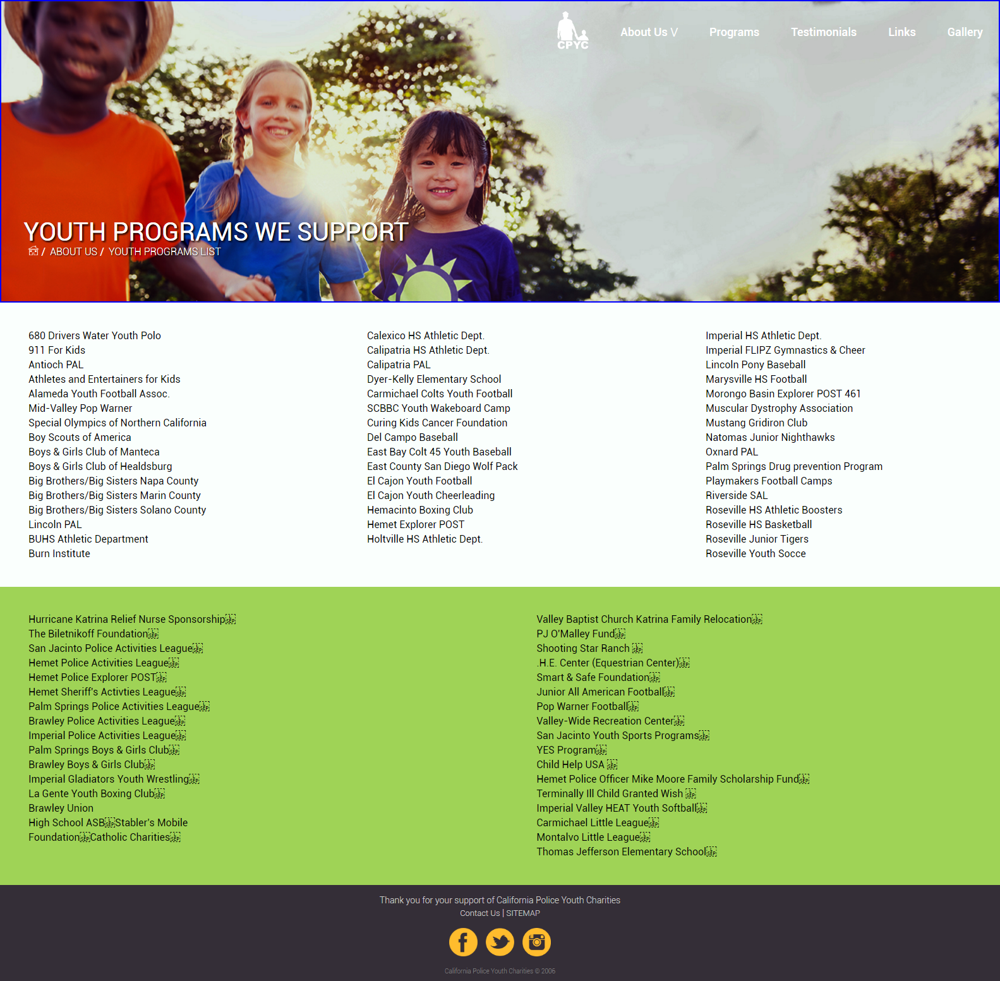 CPYC
About Us V
Programs
Testimonials
Links
Gallery
YOUTH PROGRAMS WE SUPPORT
/ ABOUT US / YOUTH PROGRAMS LIST
680 Drivers Water Youth Polo
911 For Kids
Antioch PAL
Athletes and Entertainers for Kids
Alameda Youth Football Assoc.
Mid-Valley Pop Warner
Special Olympics of Northern California
Boy Scouts of America
Boys & Girls Club of Manteca
Boys & Girls Club of Healdsburg
Big Brothers/Big Sisters Napa County
Big Brothers/Big Sisters Marin County
Big Brothers/Big Sisters Solano County
Lincoln PAL
BUHS Athletic Department
Burn Institute
Calexico HS Athletic Dept.
Calipatria HS Athletic Dept.
Calipatria PAL
Dyer-Kelly Elementary School
Carmichael Colts Youth Football
SCBBC Youth Wakeboard Camp
Curing Kids Cancer Foundation
Del Campo Baseball
East Bay Colt 45 Youth Baseball
East County San Diego Wolf Pack
El Cajon Youth Football
El Cajon Youth Cheerleading
Hemacinto Boxing Club
Hemet Explorer POST
Holtville HS Athletic Dept.
Imperial HS Athletic Dept.
Imperial FLIPZ Gymnastics & Cheer
Lincoln Pony Baseball
Marysville HS Football
Morongo Basin Explorer POST 461
Muscular Dystrophy Association
Mustang Gridiron Club
Natomas Junior Nighthawks
Oxnard PAL
Palm Springs Drug prevention Program
Playmakers Football Camps
Riverside SAL
Roseville HS Athletic Boosters
Roseville HS Basketball
Roseville Junior Tigers
Roseville Youth Socce
Hurricane Katrina Relief Nurse Sponsorship
The Biletnikoff Foundation
San Jacinto Police Activities League
Hemet Police Activities League
Hemet Police Explorer POST
Hemet Sheriff's Activties League
Palm Springs Police Activities League
Brawley Police Activities League
Imperial Police Activities League
Palm Springs Boys & Girls Club
Brawley Boys & Girls Club
Imperial Gladiators Youth Wrestling
La Gente Youth Boxing Club
Brawley Union
High School ASB Stabler's Mobile
Foundation Catholic Charities
Valley Baptist Church Katrina Family Relocation
PJ O'Malley Fund
Shooting Star Ranch
.H.E. Center (Equestrian Center)
Smart & Safe Foundation
Junior All American Football
Pop Warner Football
Valley-Wide Recreation Center
San Jacinto Youth Sports Programs
YES Program
Child Help USA
Hemet Police Officer Mike Moore Family Scholarship Fund
Terminally Ill Child Granted Wish
Imperial Valley HEAT Youth Softball
Carmichael Little League
Montalvo Little League
Thomas Jefferson Elementary School
Thank you for your support of California Police Youth Charities
Contact Us | SITEMAP
California Police Youth Charities © 2006